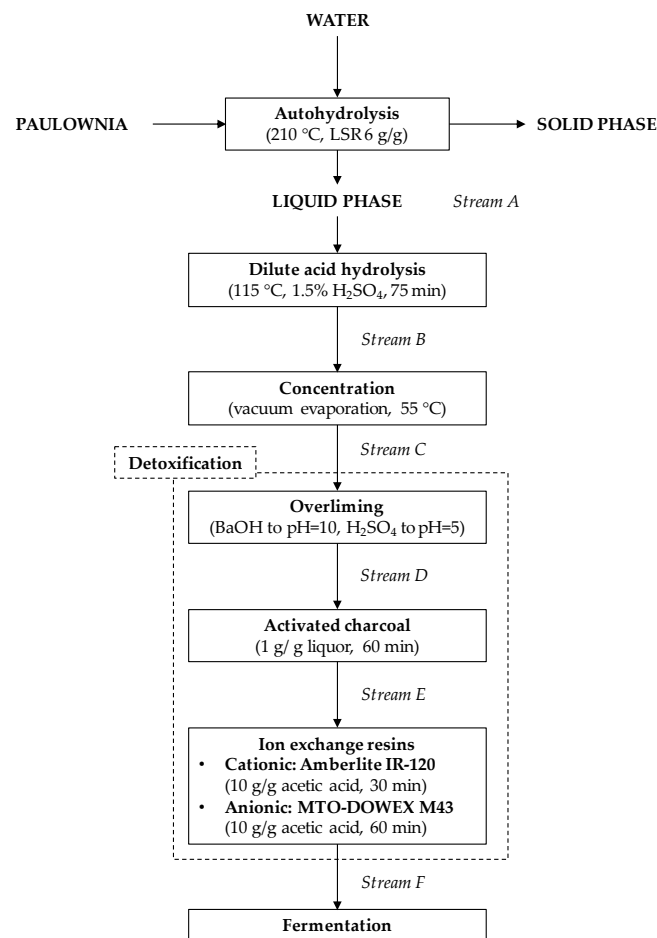 WATER
Autohydrolysis
(210 °C, LSR 6 g/g)
PAULOWNIA
SOLID PHASE
LIQUID PHASE
Stream A
Dilute acid hydrolysis
(115 °C, 1.5% H₂SO₄, 75 min)
Stream B
Concentration
(vacuum evaporation, 55 °C)
Stream C
Detoxification
Overliming
(BaOH to pH=10, H₂SO₄ to pH=5)
Stream D
Activated charcoal
(1 g/ g liquor, 60 min)
Stream E
Ion exchange resins
• Cationic: Amberlite IR-120
(10 g/g acetic acid, 30 min)
• Anionic: MTO-DOWEX M43
(10 g/g acetic acid, 60 min)
Stream F
Fermentation